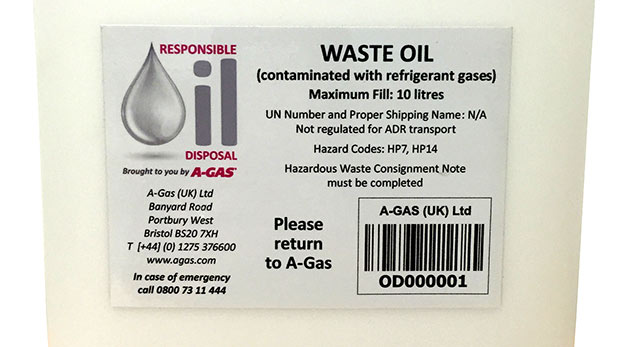 RESPONSIBLE
Oil
DISPOSAL
Brought to you by A-GAS
A-Gas (UK) Ltd
Banyard Road
Portbury West
Bristol BS20 7XH
T [+44] (0) 1275 376600
www.agas.com
In case of emergency
call 0800 73 11 444
WASTE OIL
(contaminated with refrigerant gases)
Maximum Fill: 10 litres
UN Number and Proper Shipping Name: N/A
Not regulated for ADR transport
Hazard Codes: HP7, HP14
Hazardous Waste Consignment Note
must be completed
Please
return
to A-Gas
A-GAS (UK) Ltd
OD000001